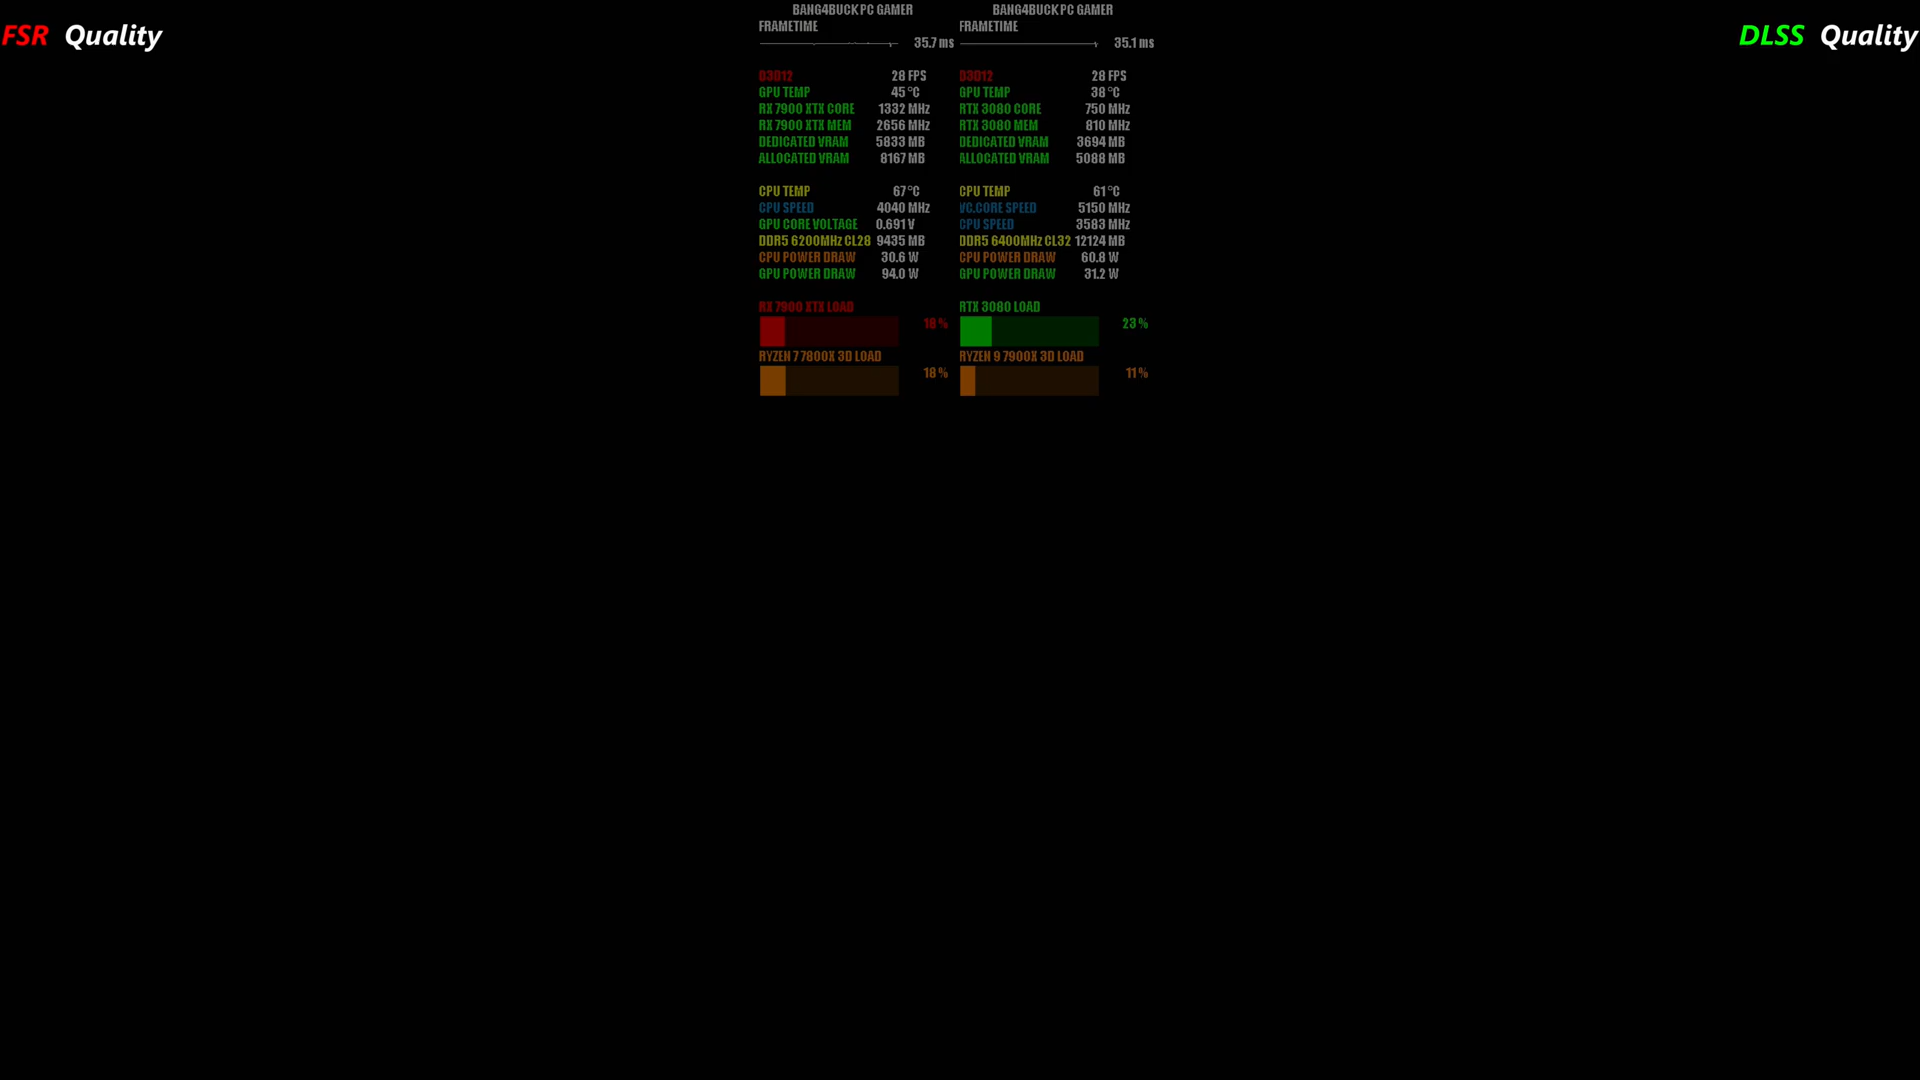 FSR Quality
DLSS Quality
BANG4BUCK PC GAMER
FRAMETIME
35.7 ms
D3D12 28 FPS
GPU TEMP 45 °C
RX 7900 XTX CORE 1332 MHz
RX 7900 XTX MEM 2656 MHz
DEDICATED VRAM 5833 MB
ALLOCATED VRAM 8167 MB
CPU TEMP 67 °C
CPU SPEED 4040 MHz
GPU CORE VOLTAGE 0.691 V
DDR5 6200MHz CL28 9435 MB
CPU POWER DRAW 30.6 W
GPU POWER DRAW 94.0 W
RX 7900 XTX LOAD
18 %
RYZEN 7 7800X 3D LOAD
18 %
BANG4BUCK PC GAMER
FRAMETIME
35.1 ms
D3D12 28 FPS
GPU TEMP 38 °C
RTX 3080 CORE 750 MHz
RTX 3080 MEM 810 MHz
DEDICATED VRAM 3694 MB
ALLOCATED VRAM 5088 MB
CPU TEMP 61 °C
VC.CORE SPEED 5150 MHz
CPU SPEED 3583 MHz
DDR5 6400MHz CL32 12124 MB
CPU POWER DRAW 60.8 W
GPU POWER DRAW 31.2 W
RTX 3080 LOAD
23 %
RYZEN 9 7900X 3D LOAD
11 %